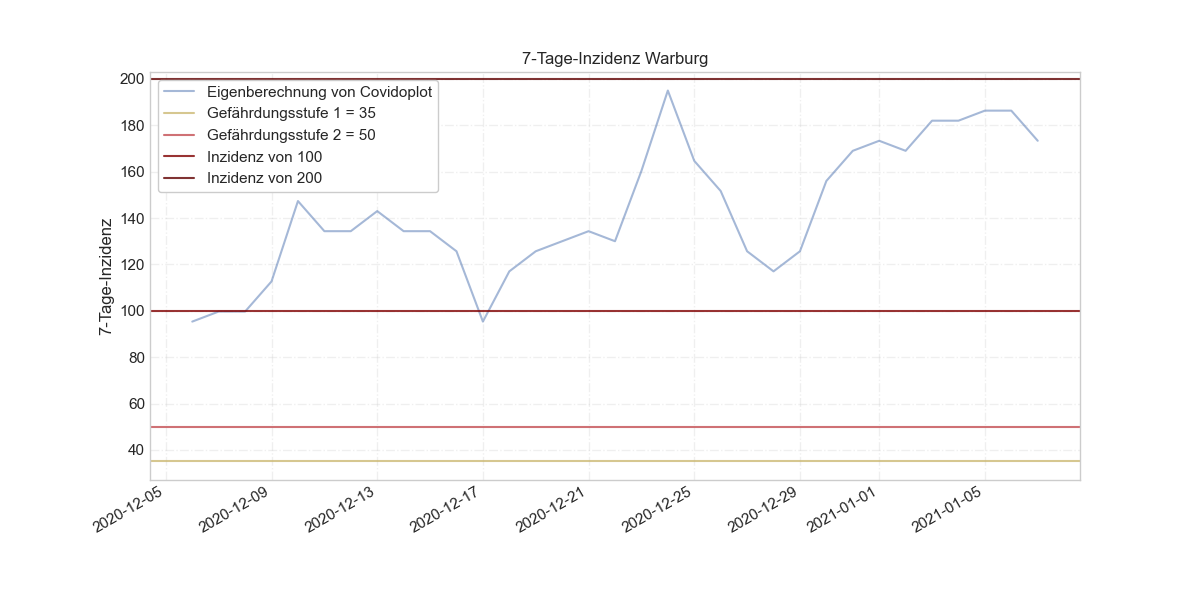 7-Tage-Inzidenz Warburg
200
180
160
140
120
100
80
60
40
7-Tage-Inzidenz
Eigenberechnung von Covidoplot
Gefährdungsstufe 1 = 35
Gefährdungsstufe 2 = 50
Inzidenz von 100
Inzidenz von 200
2020-12-05
2020-12-09
2020-12-13
2020-12-17
2020-12-21
2020-12-25
2020-12-29
2021-01-01
2021-01-05